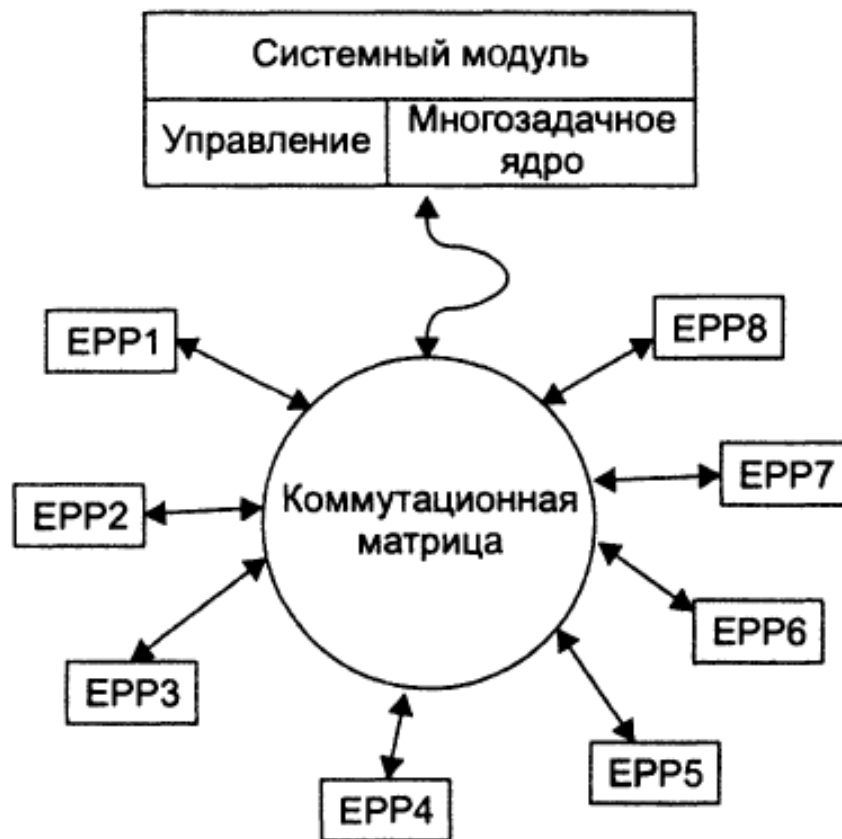 Системный модуль
Управление
Многозадачное
ядро
EPP1
EPP8
EPP2
Коммутационная
матрица
EPP7
EPP3
EPP6
EPP4
EPP5